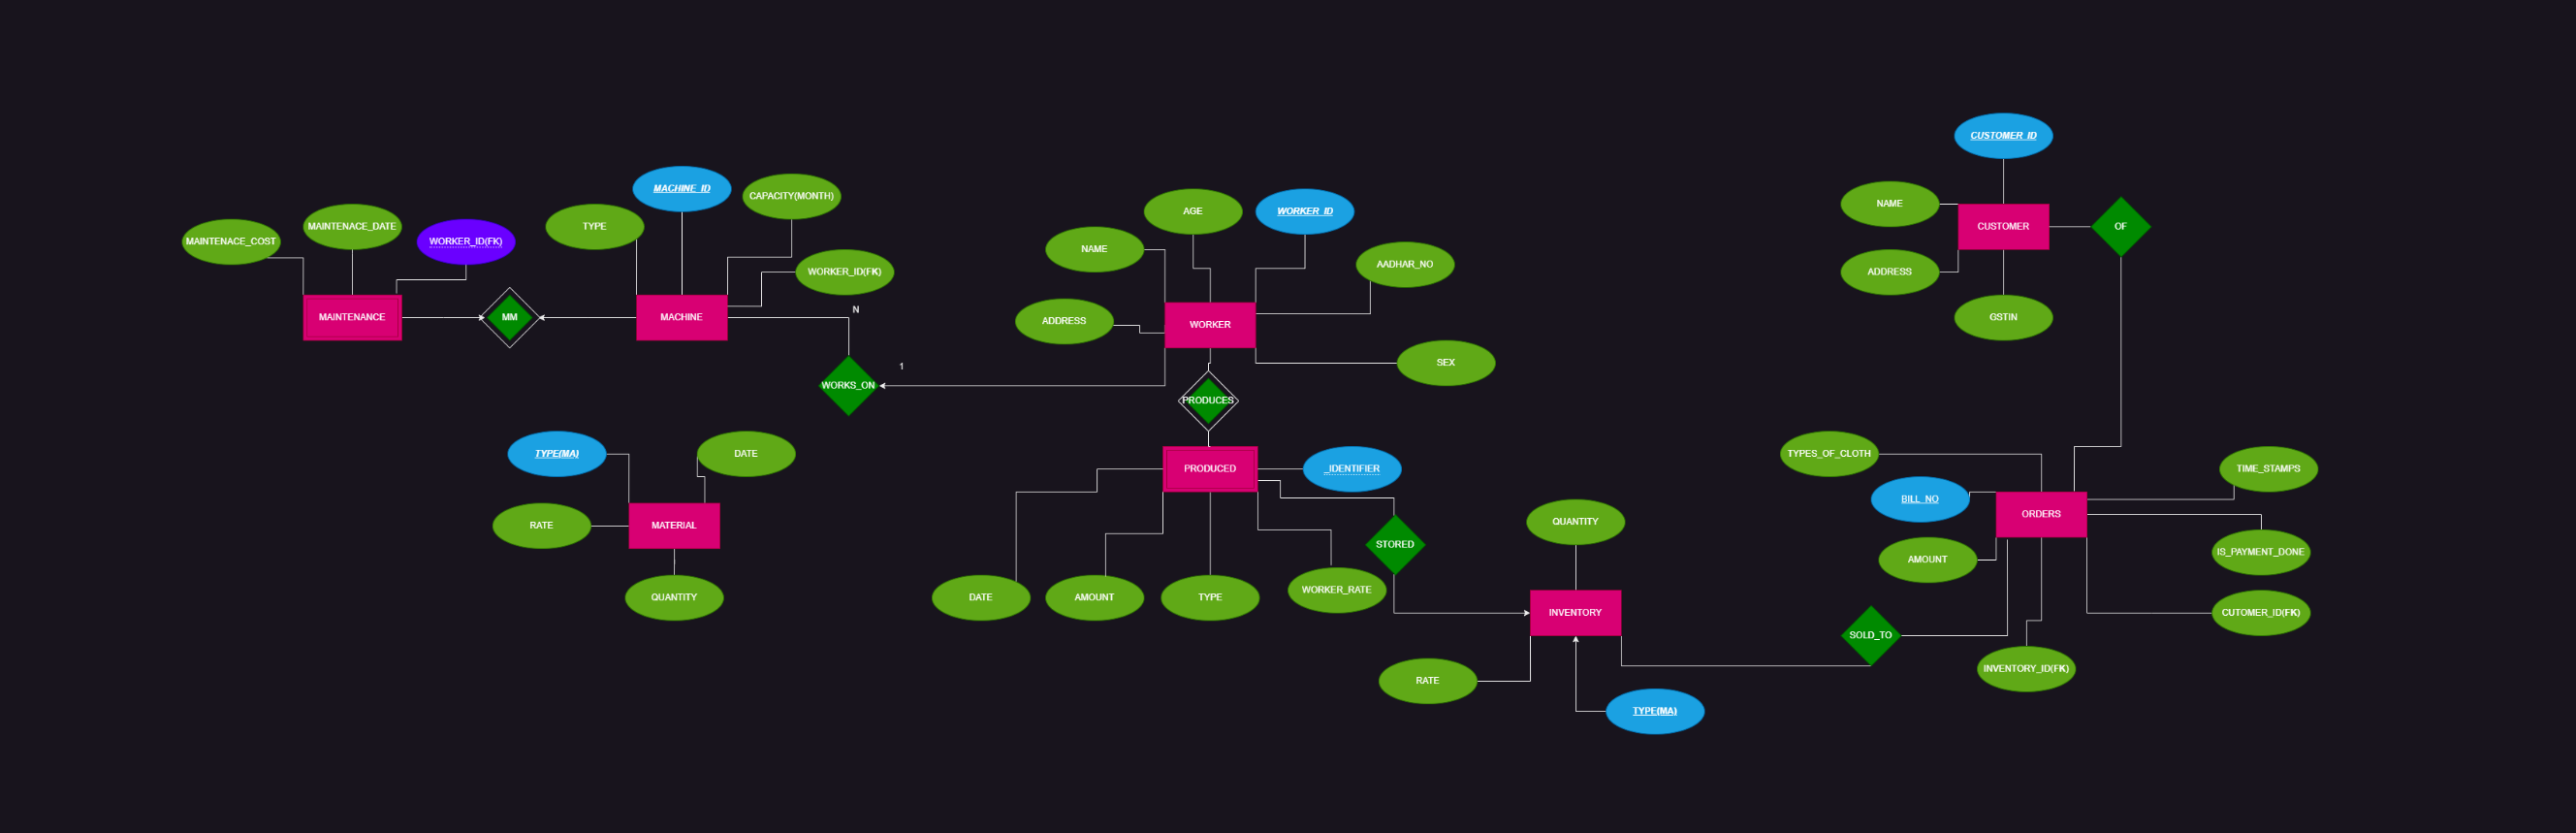 CUSTOMER_ID
MACHINE_ID
CAPACITY(MONTH)
NAME
AGE
WORKER_ID
TYPE
MAINTENACE_DATE
CUSTOMER
OF
MAINTENACE_COST
WORKER_ID(FK)
NAME
AADHAR_NO
WORKER_ID(FK)
ADDRESS
N
MAINTENANCE
MM
MACHINE
ADDRESS
WORKER
GSTIN
1
SEX
WORKS_ON
PRODUCES
TYPE(MA)
DATE
TYPES_OF_CLOTH
PRODUCED
_IDENTIFIER
TIME_STAMPS
BILL_NO
ORDERS
RATE
MATERIAL
QUANTITY
STORED
IS_PAYMENT_DONE
AMOUNT
QUANTITY
DATE
AMOUNT
TYPE
WORKER_RATE
INVENTORY
CUTOMER_ID(FK)
SOLD_TO
INVENTORY_ID(FK)
RATE
TYPE(MA)